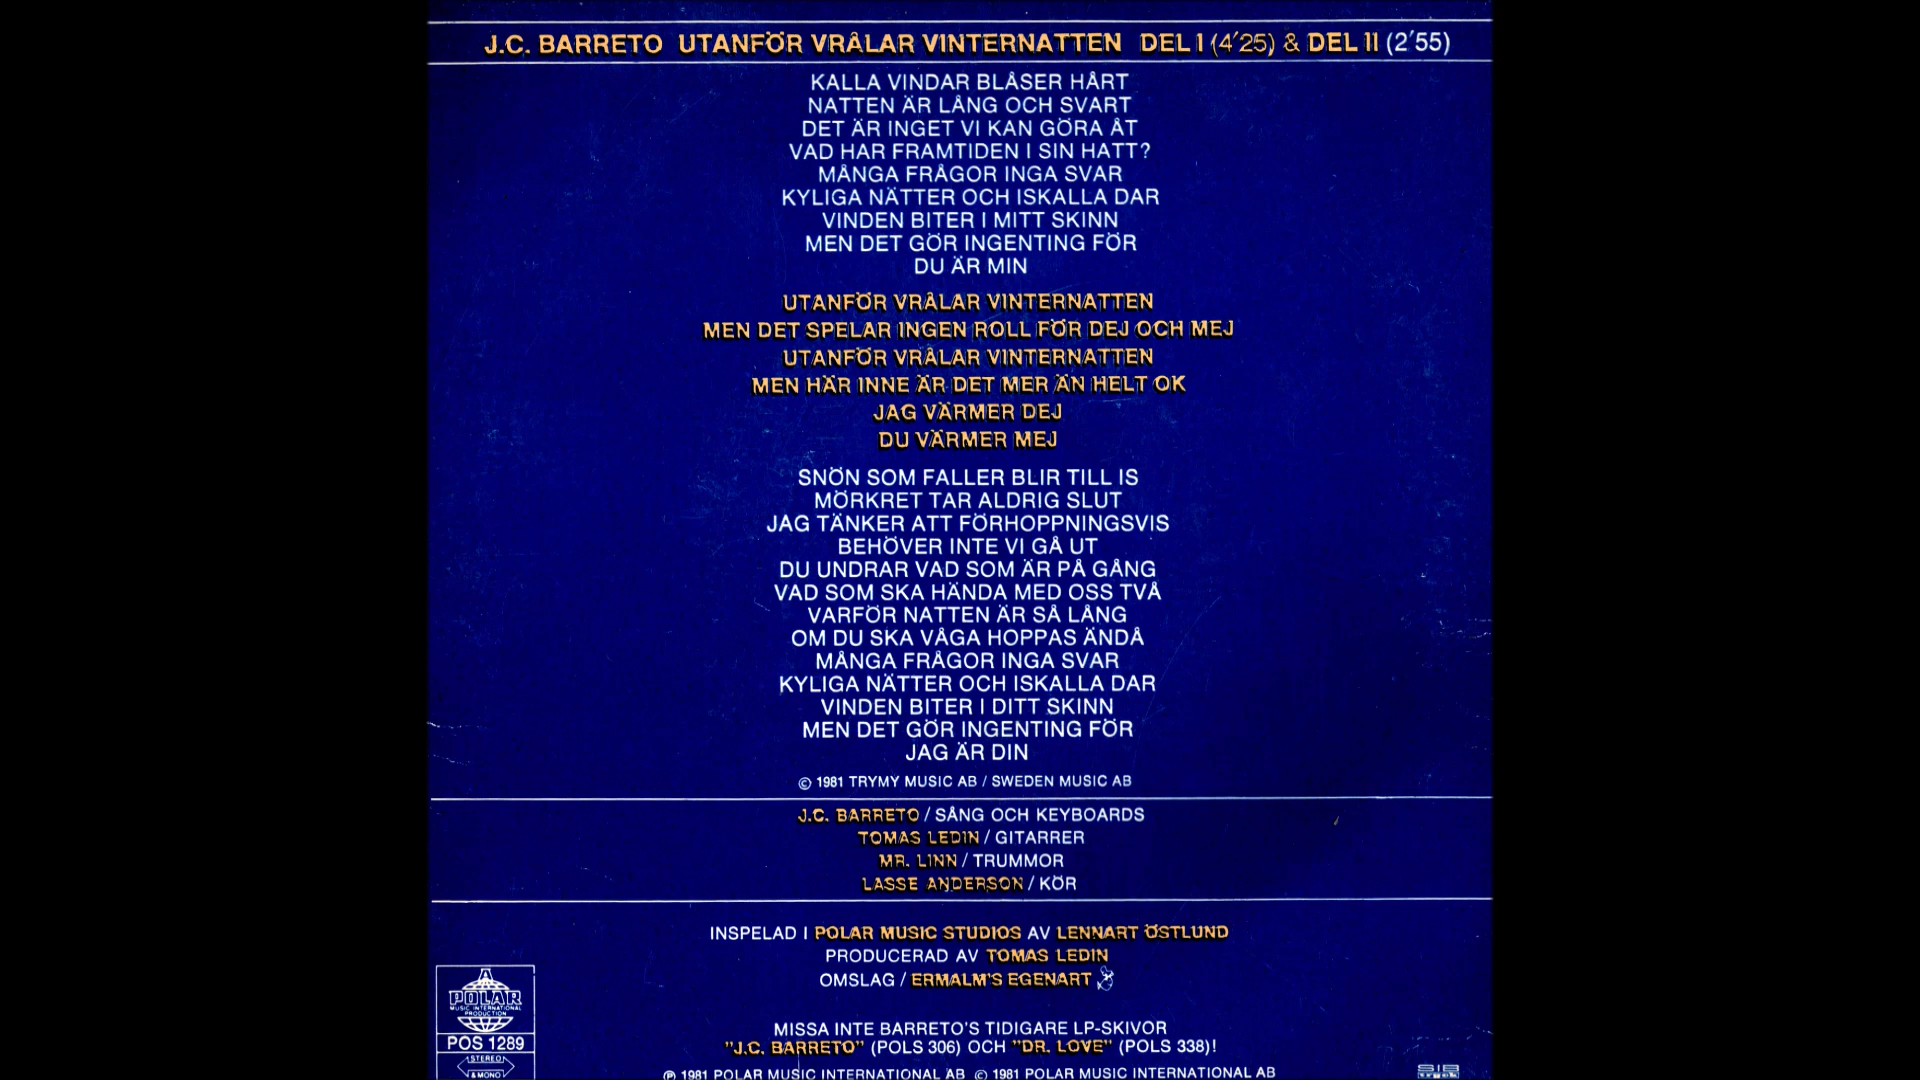 J.C. BARRETO UTANFÖR VRÅLAR VINTERNATTEN DEL I (4'25) & DEL II (2'55)
KALLA VINDAR BLÅSER HÅRT
NATTEN ÄR LÅNG OCH SVART
DET ÄR INGET VI KAN GÖRA ÅT
VAD HAR FRAMTIDEN I SIN HATT?
MÅNGA FRÅGOR INGA SVAR
KYLIGA NÄTTER OCH ISKALLA DAR
VINDEN BITER I MITT SKINN
MEN DET GÖR INGENTING FÖR
DU ÄR MIN
UTANFÖR VRÅLAR VINTERNATTEN
MEN DET SPELAR INGEN ROLL FÖR DEJ OCH MEJ
UTANFÖR VRÅLAR VINTERNATTEN
MEN HÄR INNE ÄR DET MER ÄN HELT OK
JAG VÄRMER DEJ
DU VÄRMER MEJ
SNÖN SOM FALLER BLIR TILL IS
MÖRKRET TAR ALDRIG SLUT
JAG TÄNKER ATT FÖRHOPPNINGSVIS
BEHÖVER INTE VI GÅ UT
DU UNDRAR VAD SOM ÄR PÅ GÅNG
VAD SOM SKA HÄNDA MED OSS TVÅ
VARFÖR NATTEN ÄR SÅ LÅNG
OM DU SKA VÅGA HOPPAS ÄNDÅ
MÅNGA FRÅGOR INGA SVAR
KYLIGA NÄTTER OCH ISKALLA DAR
VINDEN BITER I DITT SKINN
MEN DET GÖR INGENTING FÖR
JAG ÄR DIN
© 1981 TRYMY MUSIC AB / SWEDEN MUSIC AB
J.C. BARRETO / SÅNG OCH KEYBOARDS
TOMAS LEDIN / GITARRER
MR. LINN / TRUMMOR
LASSE ANDERSON / KÖR
INSPELAD I POLAR MUSIC STUDIOS AV LENNART ÖSTLUND
PRODUCERAD AV TOMAS LEDIN
OMSLAG / ERMALM'S EGENART
POLAR
MUSIC INTERNATIONAL
PRODUCTION
POS 1289
STEREO
& MONO
MISSA INTE BARRETO'S TIDIGARE LP-SKIVOR
"J.C. BARRETO" (POLS 306) OCH "DR. LOVE" (POLS 338)!
℗ 1981 POLAR MUSIC INTERNATIONAL AB © 1981 POLAR MUSIC INTERNATIONAL AB